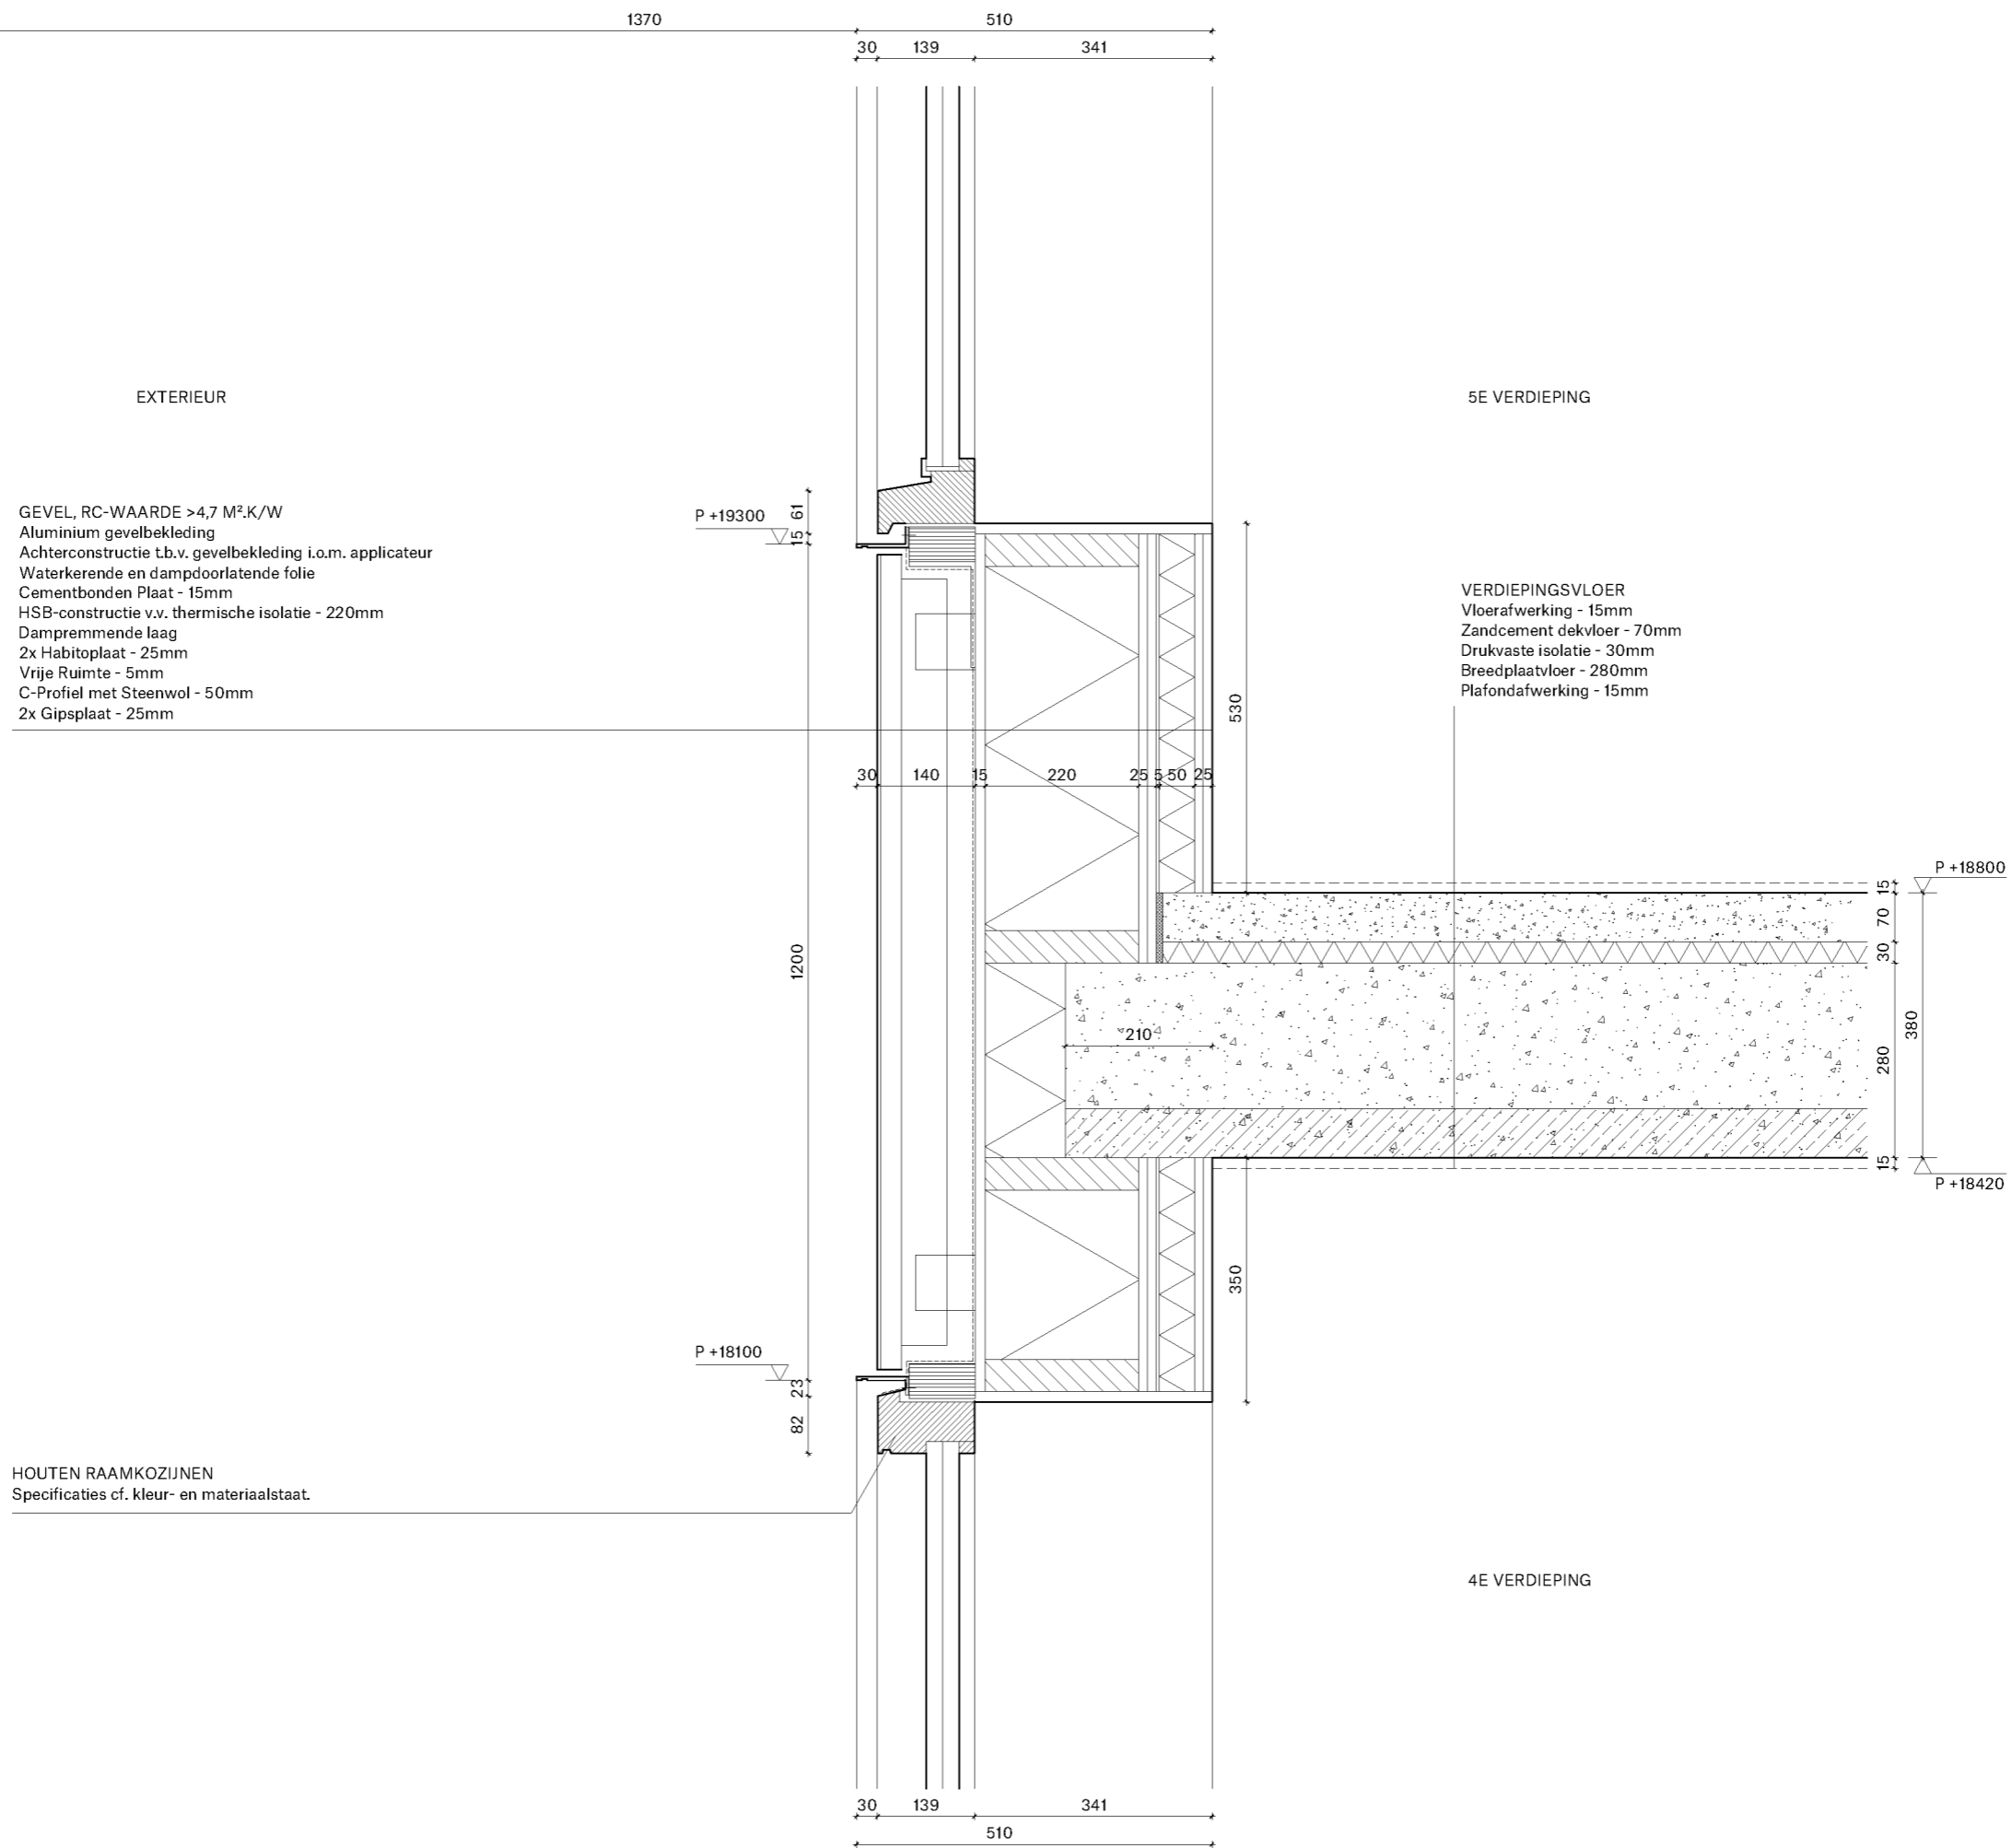 1370
510
30
139
341
EXTERIEUR
5E VERDIEPING
GEVEL, RC-WAARDE >4,7 M².K/W
Aluminium gevelbekleding
Achterconstructie t.b.v. gevelbekleding i.o.m. applicateur
Waterkerende en dampdoorlatende folie
Cementbonden Plaat - 15mm
HSB-constructie v.v. thermische isolatie - 220mm
Dampremmende laag
2x Habitoplaat - 25mm
Vrije Ruimte - 5mm
C-Profiel met Steenwol - 50mm
2x Gipsplaat - 25mm
P +19300
61
15
VERDIEPINGSVLOER
Vloerafwerking - 15mm
Zandcement dekvloer - 70mm
Drukvaste isolatie - 30mm
Breedplaatvloer - 280mm
Plafondafwerking - 15mm
530
30
140
15
220
25
5
50
25
P +18800
15
70
30
1200
380
210
280
15
P +18420
350
P +18100
23
82
HOUTEN RAAMKOZIJNEN
Specificaties cf. kleur- en materiaalstaat.
4E VERDIEPING
30
139
341
510